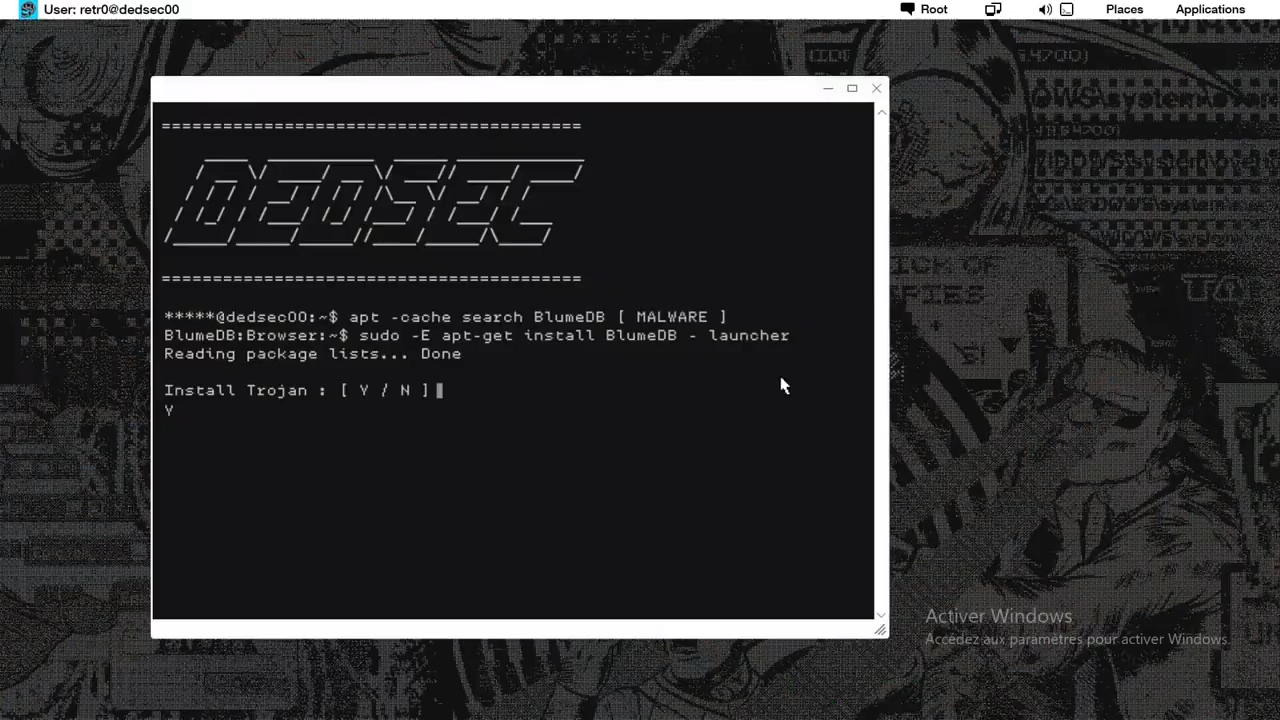 User: retr0@dedsec00
Root
Places
Applications
=========================================
DEDSEC
=========================================
*****@dedsec00:~$ apt -cache search BlumeDB [ MALWARE ]
BlumeDB:Browser:~$ sudo -E apt-get install BlumeDB - launcher
Reading package lists... Done
Install Trojan : [ Y / N ]
Y
Activer Windows
Accédez aux paramètres pour activer Windows.